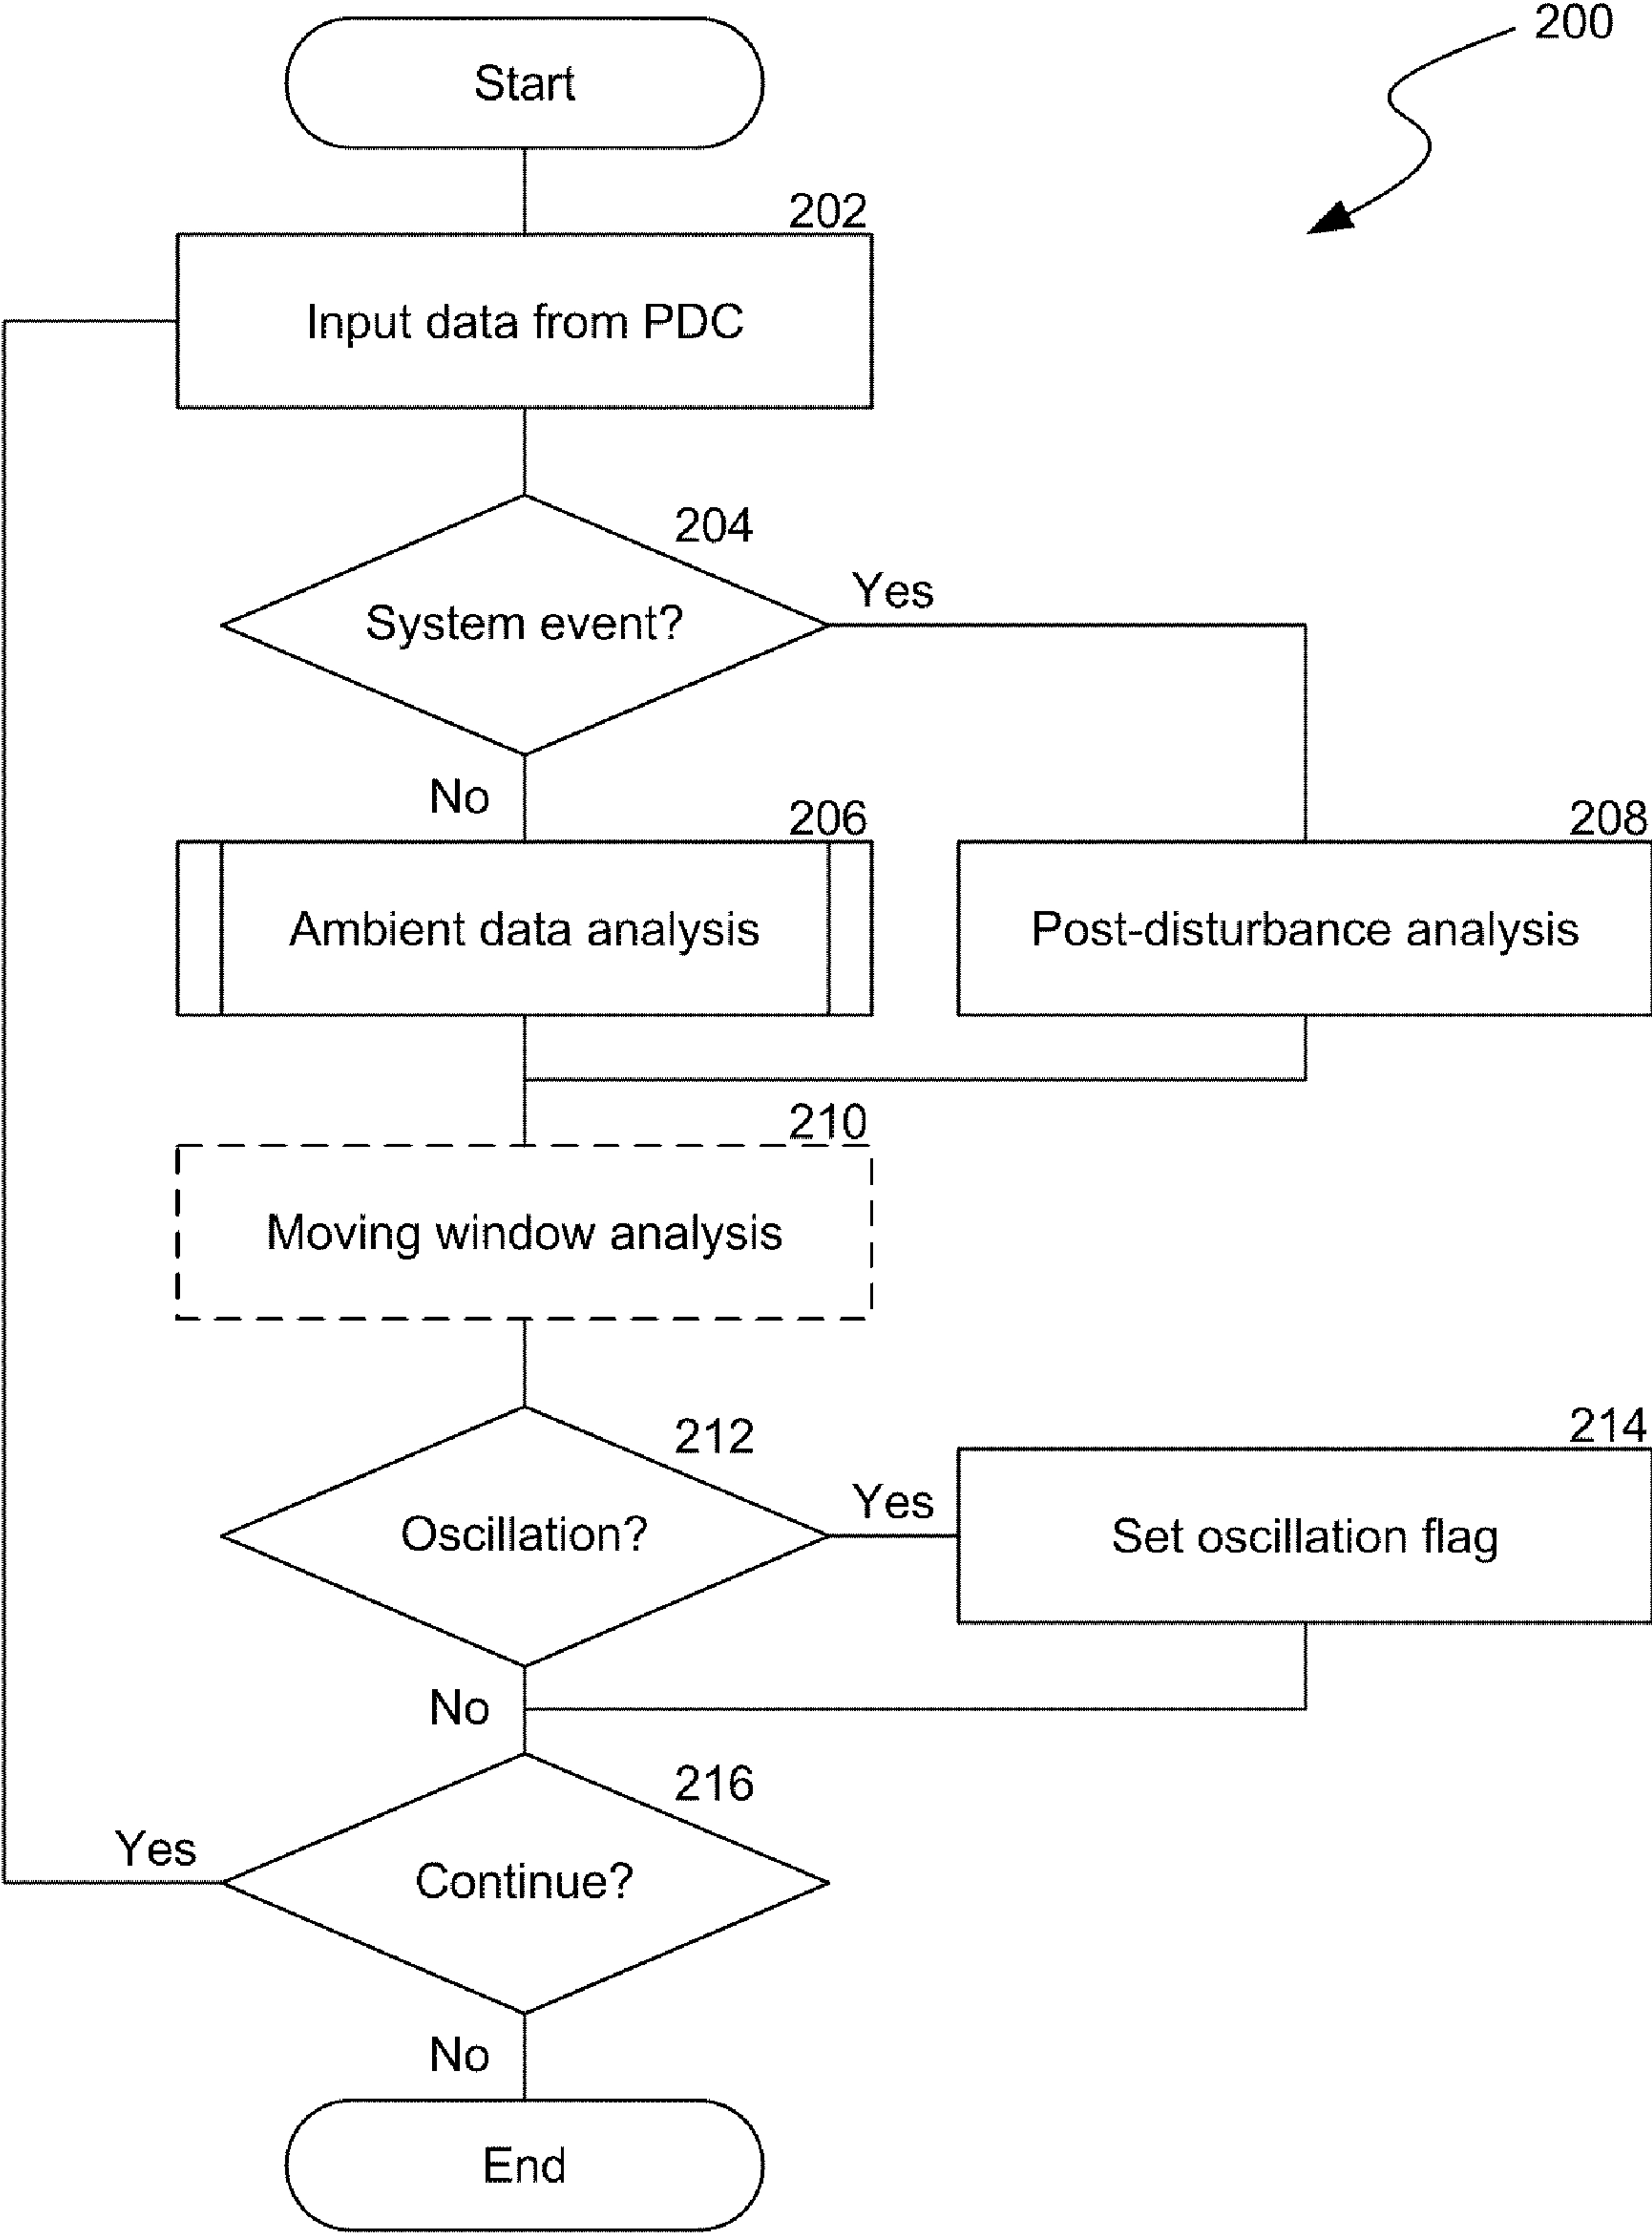 200
Start
202
Input data from PDC
204
System event?
Yes
No
206
Ambient data analysis
208
Post-disturbance analysis
210
Moving window analysis
212
Oscillation?
Yes
214
Set oscillation flag
No
216
Continue?
Yes
No
End